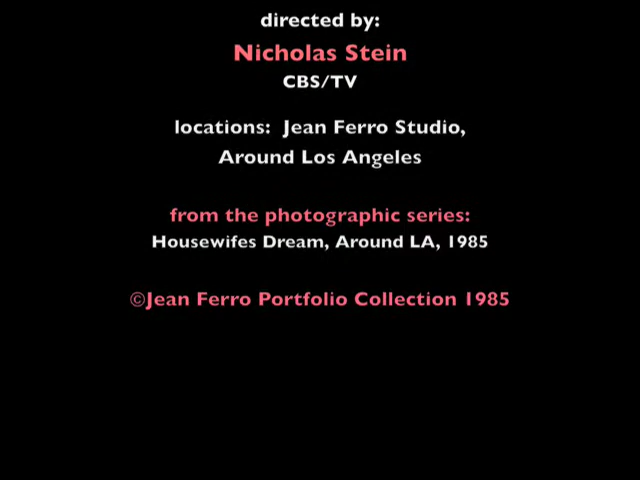 directed by:
Nicholas Stein
CBS/TV
locations: Jean Ferro Studio,
Around Los Angeles
from the photographic series:
Housewifes Dream, Around LA, 1985
©Jean Ferro Portfolio Collection 1985